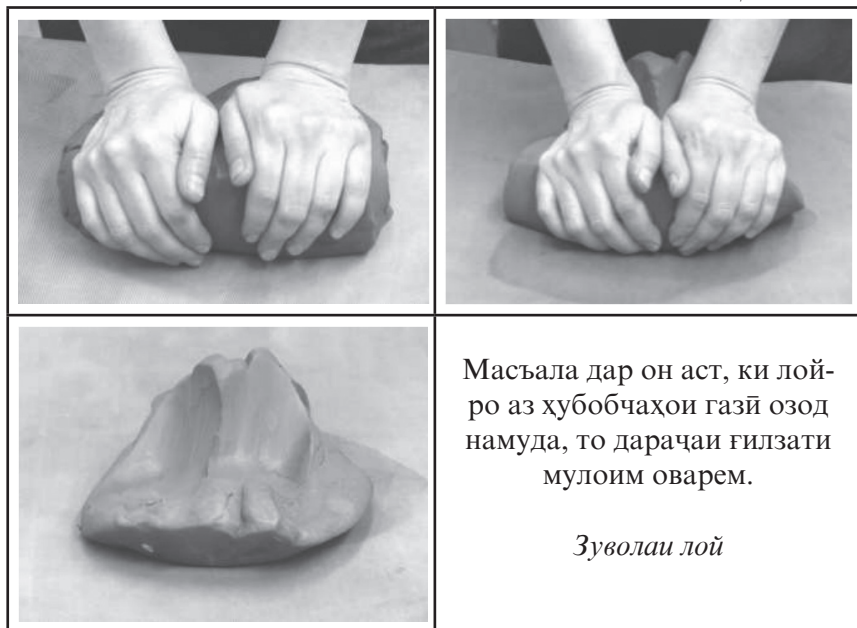 Масъала дар он аст, ки лой-
ро аз ҳубобчаҳои газӣ озод
намуда, то дараҷаи ғилзати
мулоим оварем.
Зуволаи лой